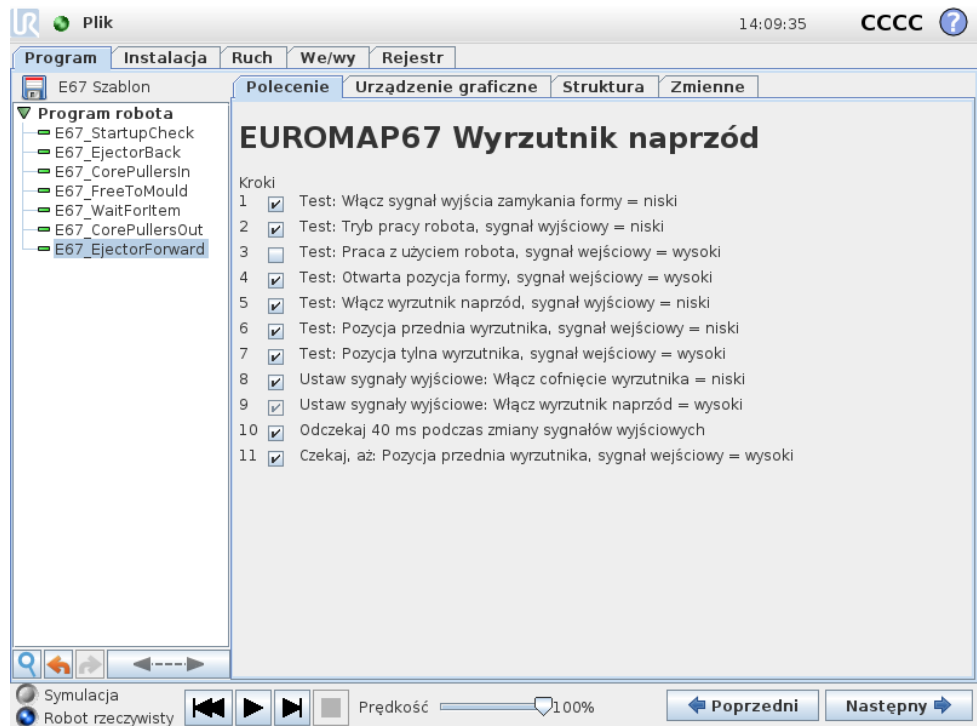 UR Plik 14:09:35 CCCC ?
Program Instalacja Ruch We/wy Rejestr
E67 Szablon
Polecenie Urządzenie graficzne Struktura Zmienne
Program robota
E67_StartupCheck
E67_EjectorBack
E67_CorePullersIn
E67_FreeToMould
E67_WaitForItem
E67_CorePullersOut
E67_EjectorForward
EUROMAP67 Wyrzutnik naprzód
Kroki
1 Test: Włącz sygnał wyjścia zamykania formy = niski
2 Test: Tryb pracy robota, sygnał wyjściowy = niski
3 Test: Praca z użyciem robota, sygnał wejściowy = wysoki
4 Test: Otwarta pozycja formy, sygnał wejściowy = wysoki
5 Test: Włącz wyrzutnik naprzód, sygnał wyjściowy = niski
6 Test: Pozycja przednia wyrzutnika, sygnał wejściowy = niski
7 Test: Pozycja tylna wyrzutnika, sygnał wejściowy = wysoki
8 Ustaw sygnały wyjściowe: Włącz cofnięcie wyrzutnika = niski
9 Ustaw sygnały wyjściowe: Włącz wyrzutnik naprzód = wysoki
10 Odczekaj 40 ms podczas zmiany sygnałów wyjściowych
11 Czekaj, aż: Pozycja przednia wyrzutnika, sygnał wejściowy = wysoki
Symulacja
Robot rzeczywisty
Prędkość 100%
Poprzedni Następny